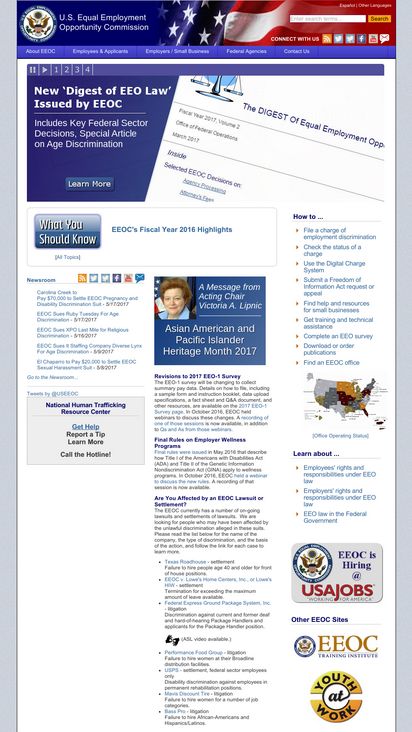 U.S. Equal Employment
Opportunity Commission
Español | Other Languages
Enter search terms...
Search
CONNECT WITH US
About EEOC
Employees & Applicants
Employers / Small Business
Federal Agencies
Contact Us
1 2 3 4
New 'Digest of EEO Law'
Issued by EEOC
Includes Key Federal Sector
Decisions, Special Article
on Age Discrimination
Learn More
The DIGEST Of Equal Employment Opp
Fiscal Year 2017, Volume 2
Office of Federal Operations
March 2017
Inside
Selected EEOC Decisions on:
Agency Processing
Attorney's Fees
What You
Should Know
[All Topics]
EEOC's Fiscal Year 2016 Highlights
Newsroom
Carolina Creek to
Pay $70,000 to Settle EEOC Pregnancy and
Disability Discrimination Suit - 5/17/2017
EEOC Sues Ruby Tuesday For Age
Discrimination - 5/17/2017
EEOC Sues XPO Last Mile for Religious
Discrimination - 5/16/2017
EEOC Sues It Staffing Company Diverse Lynx
For Age Discrimination - 5/9/2017
El Chaparro to Pay $20,000 to Settle EEOC
Sexual Harassment Suit - 5/8/2017
Go to the Newsroom...
Tweets by @USEEOC
National Human Trafficking
Resource Center
Get Help
Report a Tip
Learn More
Call the Hotline!
A Message from
Acting Chair
Victoria A. Lipnic
Asian American and
Pacific Islander
Heritage Month 2017
Revisions to 2017 EEO-1 Survey
The EEO-1 survey will be changing to collect
summary pay data. Details on how to file, including
a sample form and instruction booklet, data upload
specifications, a fact sheet and Q&A document, and
other resources, are available on the 2017 EEO-1
Survey page. In October 2016, EEOC held
webinars to discuss these changes. A recording of
one of those sessions is now available, in addition
to Qs and As from those webinars.
Final Rules on Employer Wellness
Programs
Final rules were issued in May 2016 that describe
how Title I of the Americans with Disabilities Act
(ADA) and Title II of the Genetic Information
Nondiscrimination Act (GINA) apply to wellness
programs. In October 2016, EEOC held a webinar
to discuss the new rules. A recording of that
session is now available.
Are You Affected by an EEOC Lawsuit or
Settlement?
The EEOC currently has a number of on-going
lawsuits and settlements of lawsuits. We are
looking for people who may have been affected by
the unlawful discrimination alleged in these suits.
Please read the list below for the name of the
company, the type of discrimination, and the basis
of the action, and follow the link for each case to
learn more.
Texas Roadhouse - settlement
Failure to hire people age 40 and older for front
of house positions.
EEOC v. Lowe's Home Centers, Inc., or Lowe's
HIW - settlement
Termination for exceeding the maximum
amount of leave available.
Federal Express Ground Package System, Inc.
- litigation
Discrimination against current and former deaf
and hard-of-hearing Package Handlers and
applicants for the Package Handler position.
(ASL video available.)
Performance Food Group - litigation
Failure to hire women at their Broadline
distribution facilities.
USPS - settlement, federal sector employees
only
Disability discrimination against employees in
permanent rehabilitation positions.
Mavis Discount Tire - litigation
Failure to hire women for a number of job
categories.
Bass Pro - litigation
Failure to hire African-Americans and
Hispanics/Latinos.
How to ...
File a charge of
employment discrimination
Check the status of a
charge
Use the Digital Charge
System
Submit a Freedom of
Information Act request or
appeal
Find help and resources
for small businesses
Get training and technical
assistance
Complete an EEO survey
Download or order
publications
Find an EEOC office
[Office Operating Status]
Learn about ...
Employees' rights and
responsibilities under EEO
law
Employers' rights and
responsibilities under EEO
law
EEO law in the Federal
Government
EEOC is
Hiring
@
USAJOBS
"WORKING FOR AMERICA"
Other EEOC Sites
EEOC
TRAINING INSTITUTE
YOUTH
at
WORK